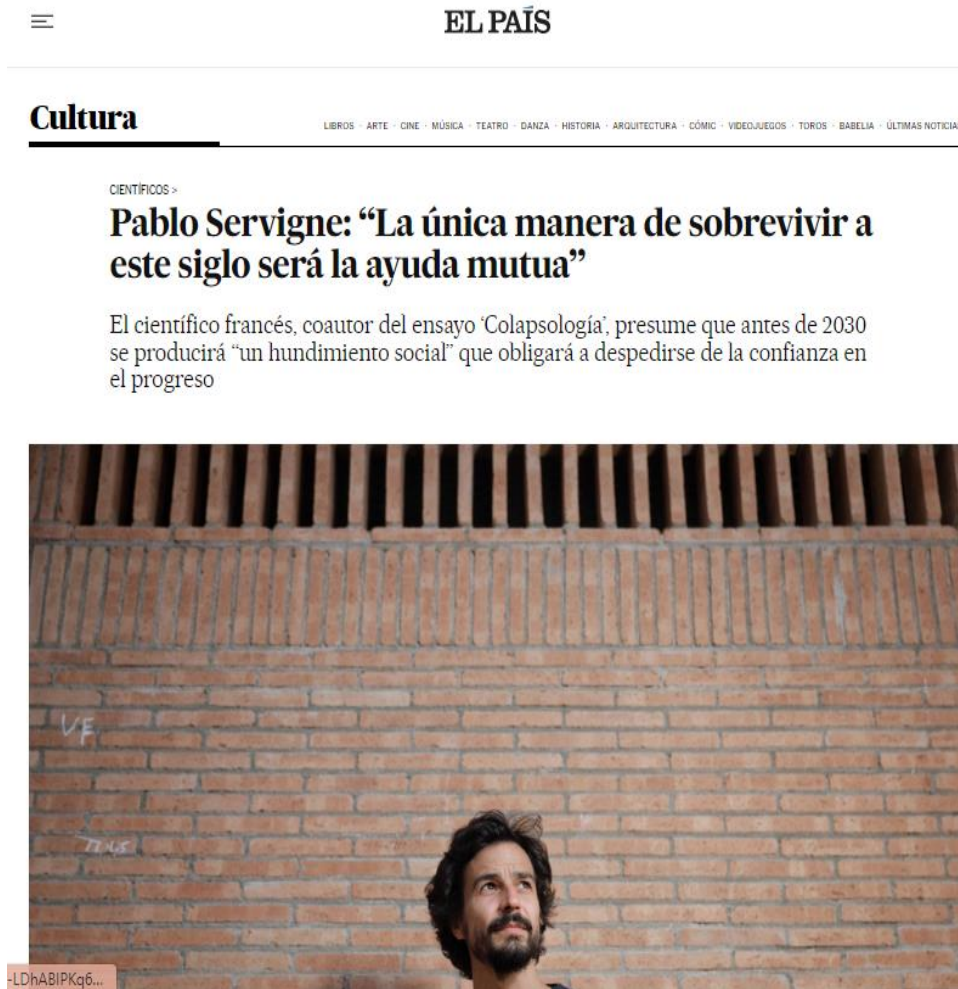 EL PAÍS
Cultura
LIBROS · ARTE · CINE · MÚSICA · TEATRO · DANZA · HISTORIA · ARQUITECTURA · CÓMIC · VIDEOJUEGOS · TOROS · BABELIA · ÚLTIMAS NOTICIAS
CIENTÍFICOS >
Pablo Servigne: “La única manera de sobrevivir a
este siglo será la ayuda mutua”
El científico francés, coautor del ensayo ‘Colapsología’, presume que antes de 2030
se producirá “un hundimiento social” que obligará a despedirse de la confianza en
el progreso
VF
-LDhABIPKq6...